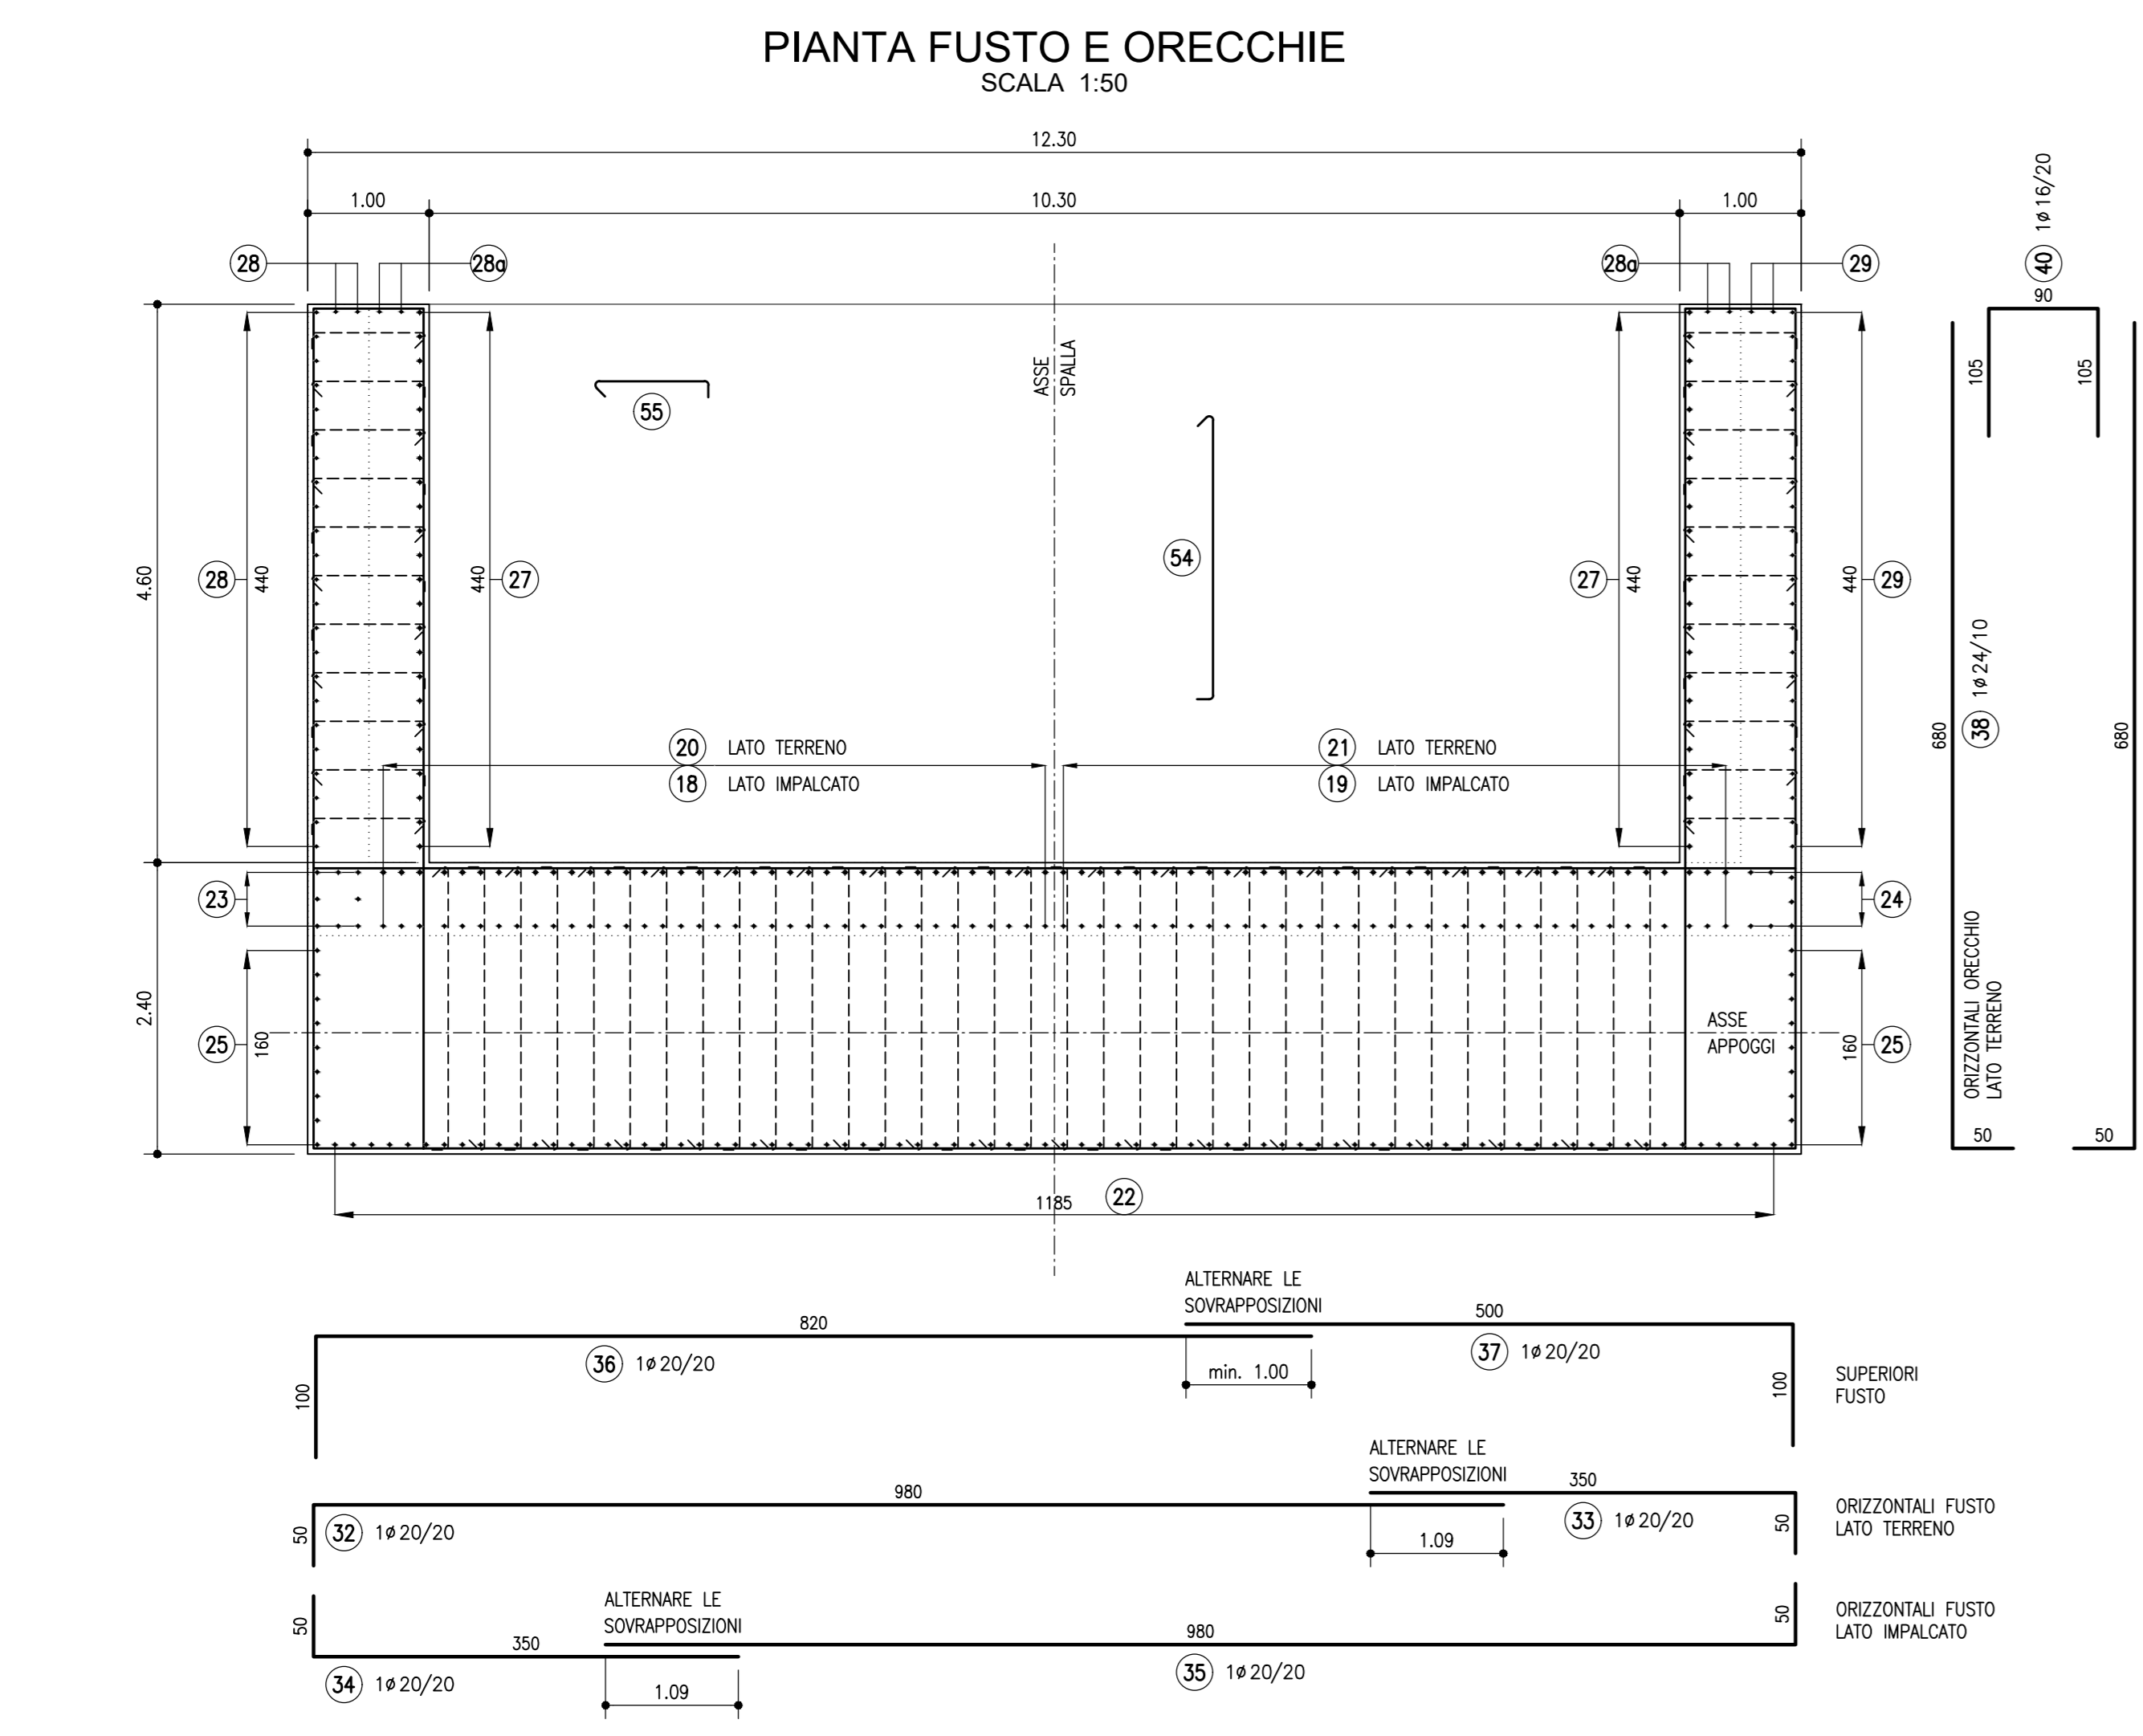 PIANTA FUSTO E ORECCHIE
SCALA 1:50
12.30
1.00
10.30
1.00
28
28a
28a
29
40 1ø16/20
90
105
105
ASSE
SPALLA
55
54
4.60
28
440
440
27
27
440
440
29
680
38 1ø24/10
680
20 LATO TERRENO
18 LATO IMPALCATO
21 LATO TERRENO
19 LATO IMPALCATO
23
24
ORIZZONTALI ORECCHIO
LATO TERRENO
2.40
25
160
ASSE
APPOGGI
160
25
50
50
1185
22
ALTERNARE LE
SOVRAPPOSIZIONI
820
500
36 1ø20/20
37 1ø20/20
min. 1.00
100
100
SUPERIORI
FUSTO
ALTERNARE LE
SOVRAPPOSIZIONI
980
350
50
32 1ø20/20
33 1ø20/20
50
1.09
ORIZZONTALI FUSTO
LATO TERRENO
ALTERNARE LE
SOVRAPPOSIZIONI
50
350
980
50
34 1ø20/20
35 1ø20/20
1.09
ORIZZONTALI FUSTO
LATO IMPALCATO